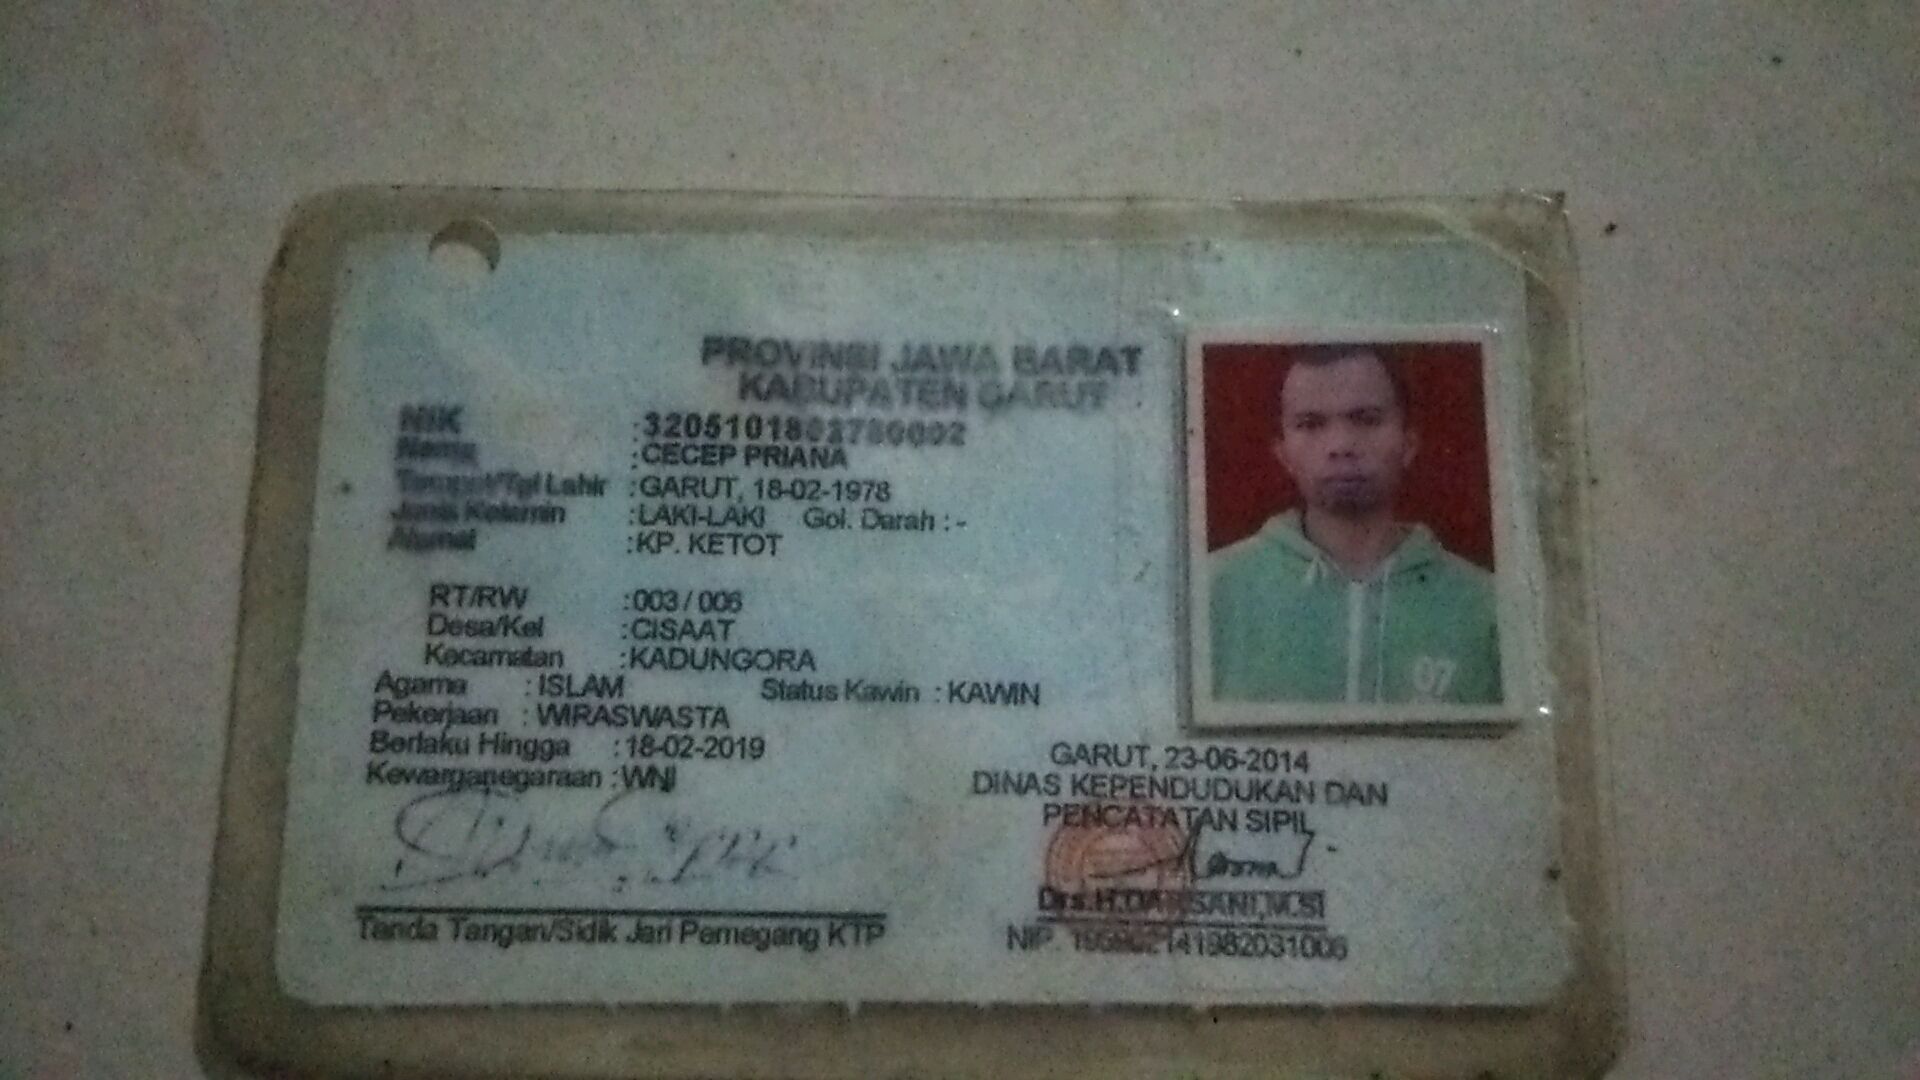 PROVINSI JAWA BARAT
KABUPATEN GARUT
NIK :3205101802780002
Nama :CECEP PRIANA
Tempat/Tgl Lahir :GARUT, 18-02-1978
Jenis Kelamin :LAKI-LAKI Gol. Darah :-
Alamat :KP. KETOT
RT/RW :003 / 006
Desa/Kel :CISAAT
Kecamatan :KADUNGORA
Agama : ISLAM Status Kawin : KAWIN
Pekerjaan : WIRASWASTA
Berlaku Hingga :18-02-2019
Kewarganegaraan :WNI
GARUT, 23-06-2014
DINAS KEPENDUDUKAN DAN
PENCATATAN SIPIL
Drs.H.
Tanda Tangan/Sidik Jari Pemegang KTP
NIP.
07